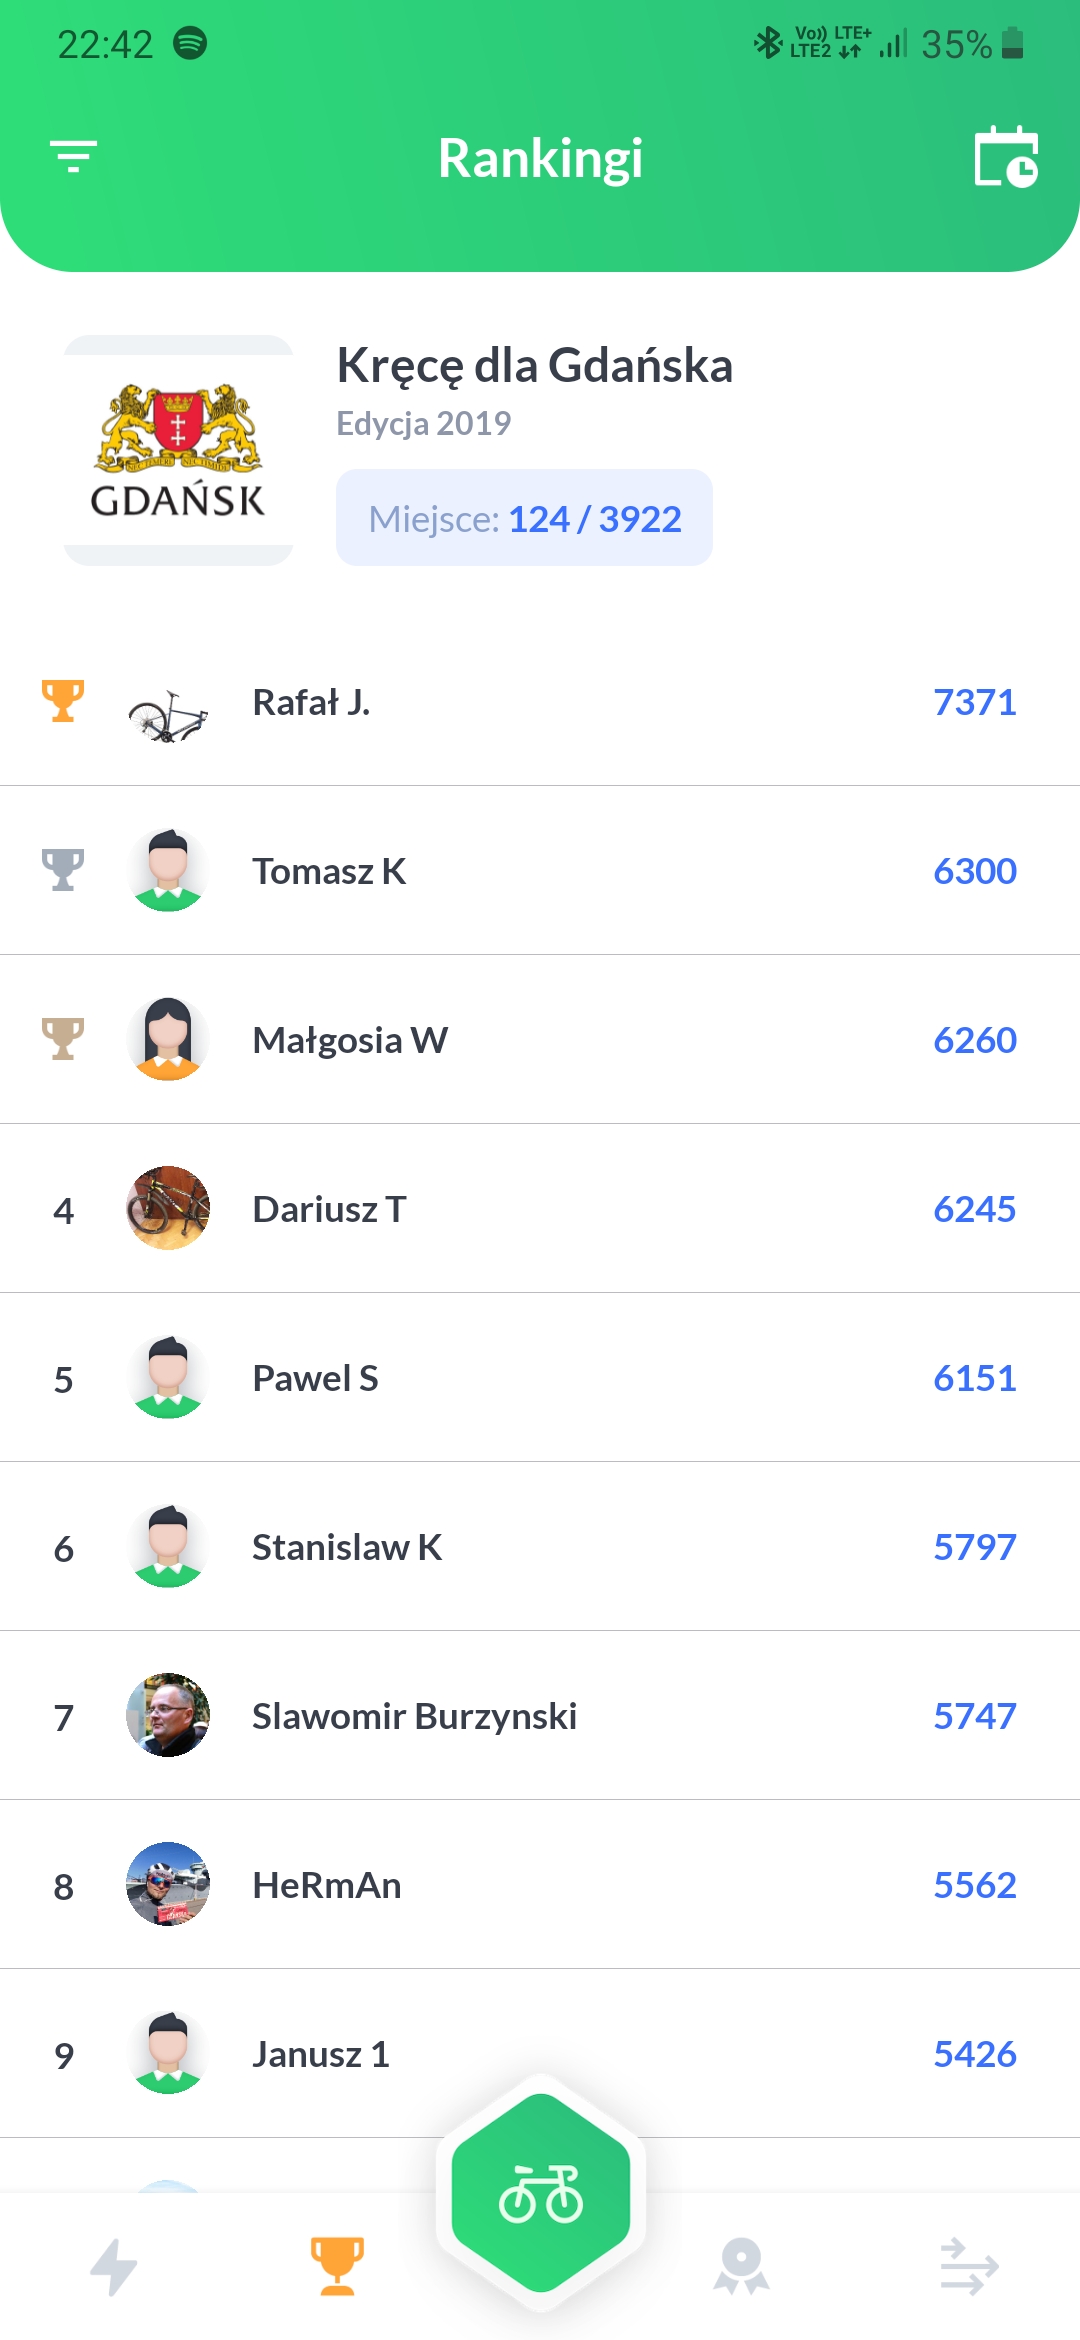 22:42
Vo)) LTE+
LTE2
35%
Rankingi
Kręcę dla Gdańska
Edycja 2019
GDAŃSK
Miejsce: 124 / 3922
Rafał J. 7371
Tomasz K 6300
Małgosia W 6260
4 Dariusz T 6245
5 Pawel S 6151
6 Stanislaw K 5797
7 Slawomir Burzynski 5747
8 HeRmAn 5562
9 Janusz 1 5426